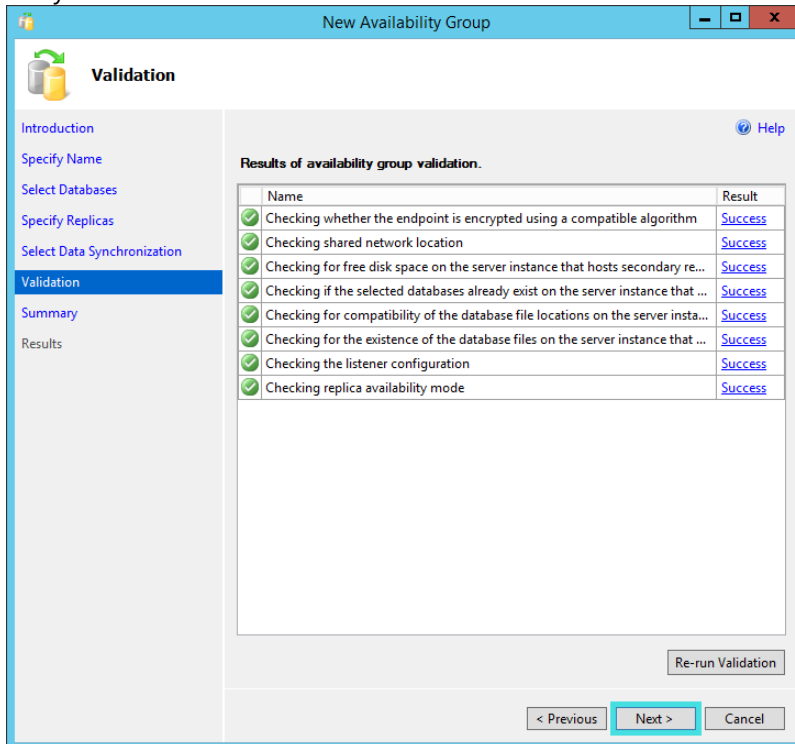 New Availability Group
Validation
Introduction
Specify Name
Select Databases
Specify Replicas
Select Data Synchronization
Validation
Summary
Results
Help
Results of availability group validation.
Name Result
Checking whether the endpoint is encrypted using a compatible algorithm Success
Checking shared network location Success
Checking for free disk space on the server instance that hosts secondary re... Success
Checking if the selected databases already exist on the server instance that ... Success
Checking for compatibility of the database file locations on the server insta... Success
Checking for the existence of the database files on the server instance that ... Success
Checking the listener configuration Success
Checking replica availability mode Success
Re-run Validation
< Previous Next > Cancel